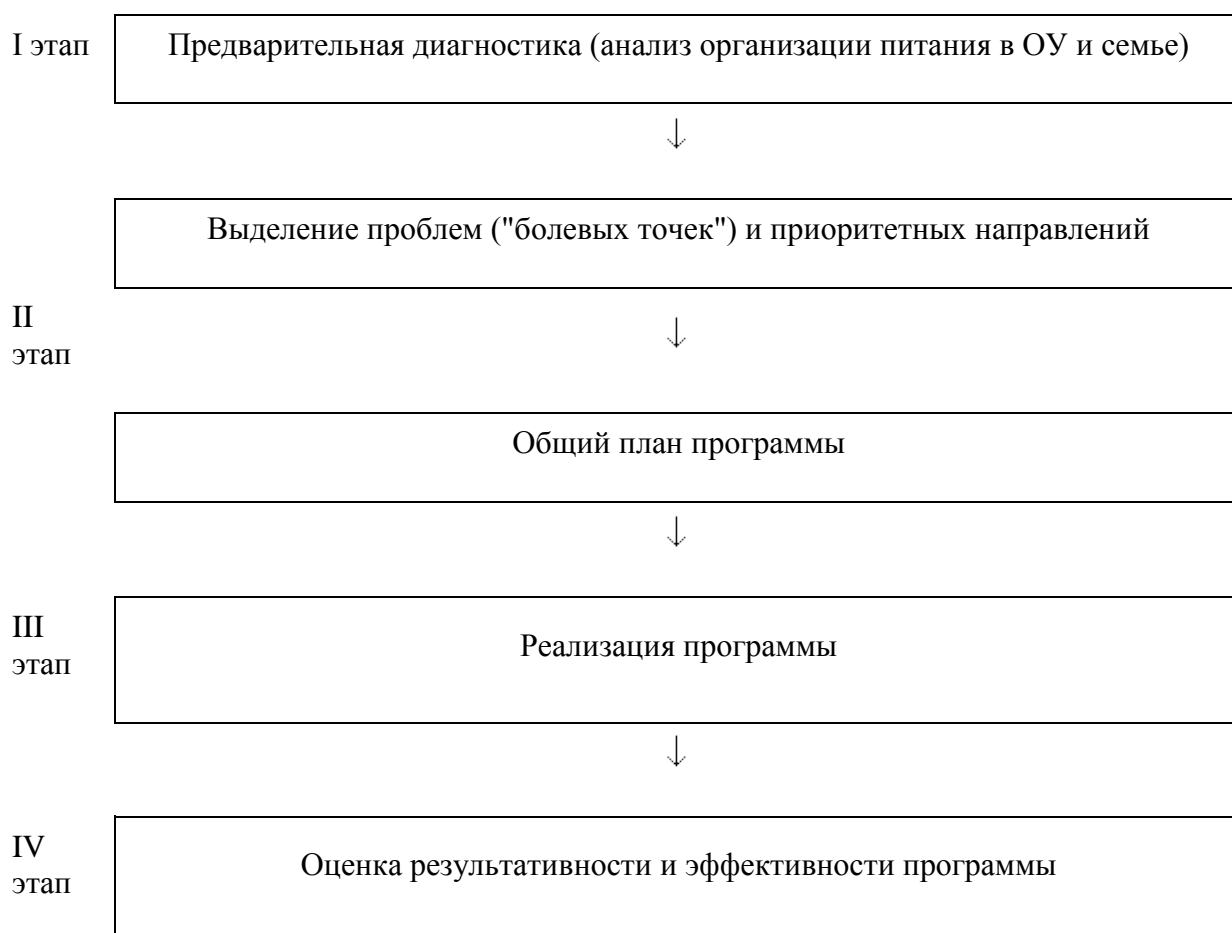 I этап
Предварительная диагностика (анализ организации питания в ОУ и семье)
↓
Выделение проблем ("болевых точек") и приоритетных направлений
II
этап
↓
Общий план программы
↓
III
этап
Реализация программы
↓
IV
этап
Оценка результативности и эффективности программы